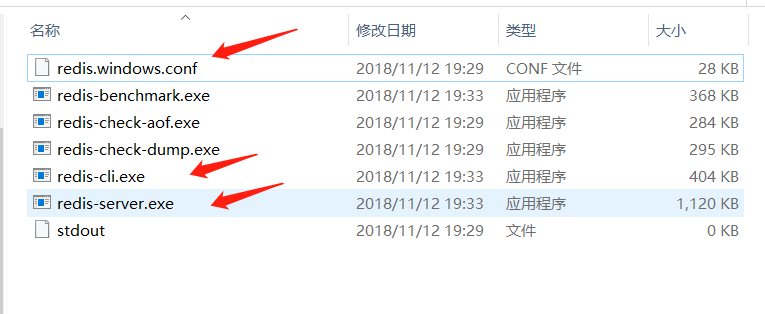 名称 修改日期 类型 大小
redis.windows.conf 2018/11/12 19:29 CONF 文件 28 KB
redis-benchmark.exe 2018/11/12 19:33 应用程序 368 KB
redis-check-aof.exe 2018/11/12 19:29 应用程序 284 KB
redis-check-dump.exe 2018/11/12 19:29 应用程序 295 KB
redis-cli.exe 2018/11/12 19:33 应用程序 404 KB
redis-server.exe 2018/11/12 19:33 应用程序 1,120 KB
stdout 2018/11/12 19:29 文件 0 KB